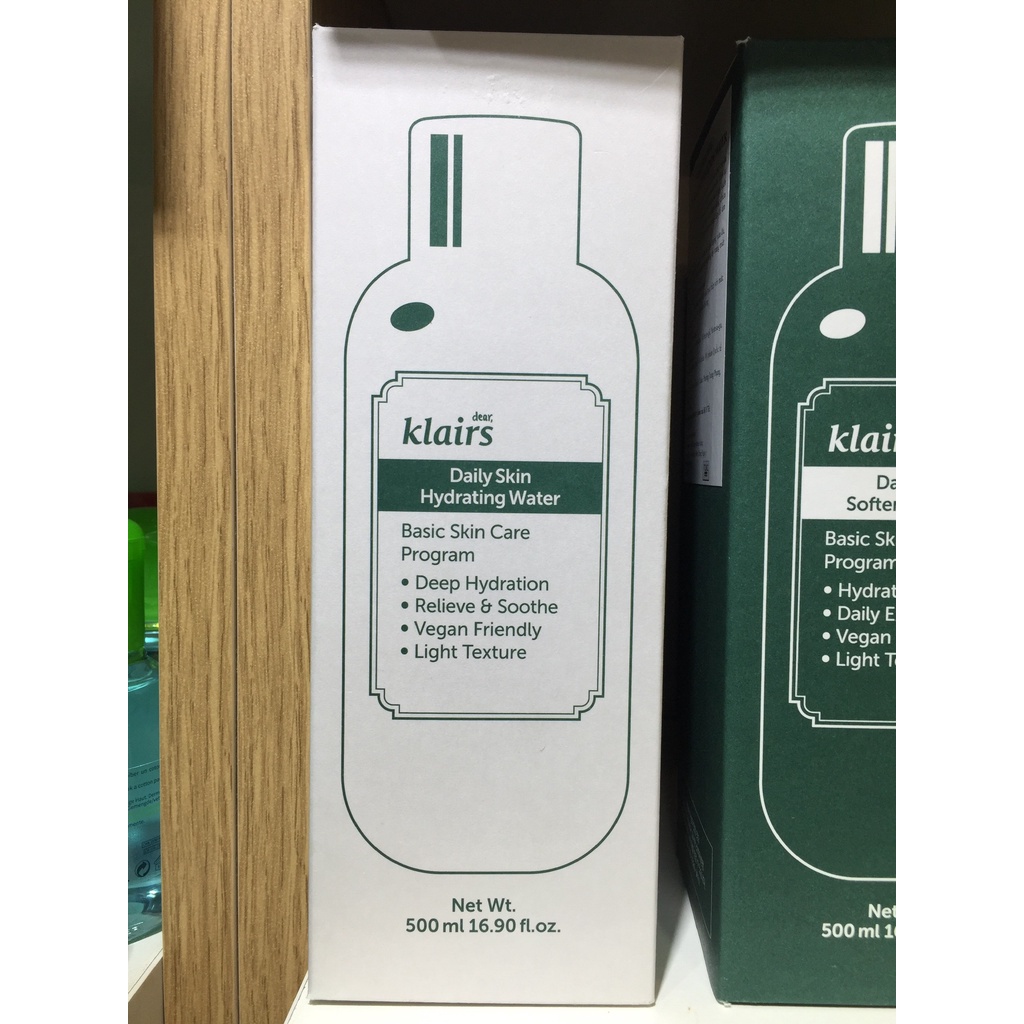 dear,
klairs
Daily Skin
Hydrating Water
Basic Skin Care
Program
• Deep Hydration
• Relieve & Soothe
• Vegan Friendly
• Light Texture
Net Wt.
500 ml 16.90 fl.oz.
klair
Da
Softe
Basic Sk
Program
• Hydrat
• Daily E
• Vegan
• Light T
Net
500 ml 1